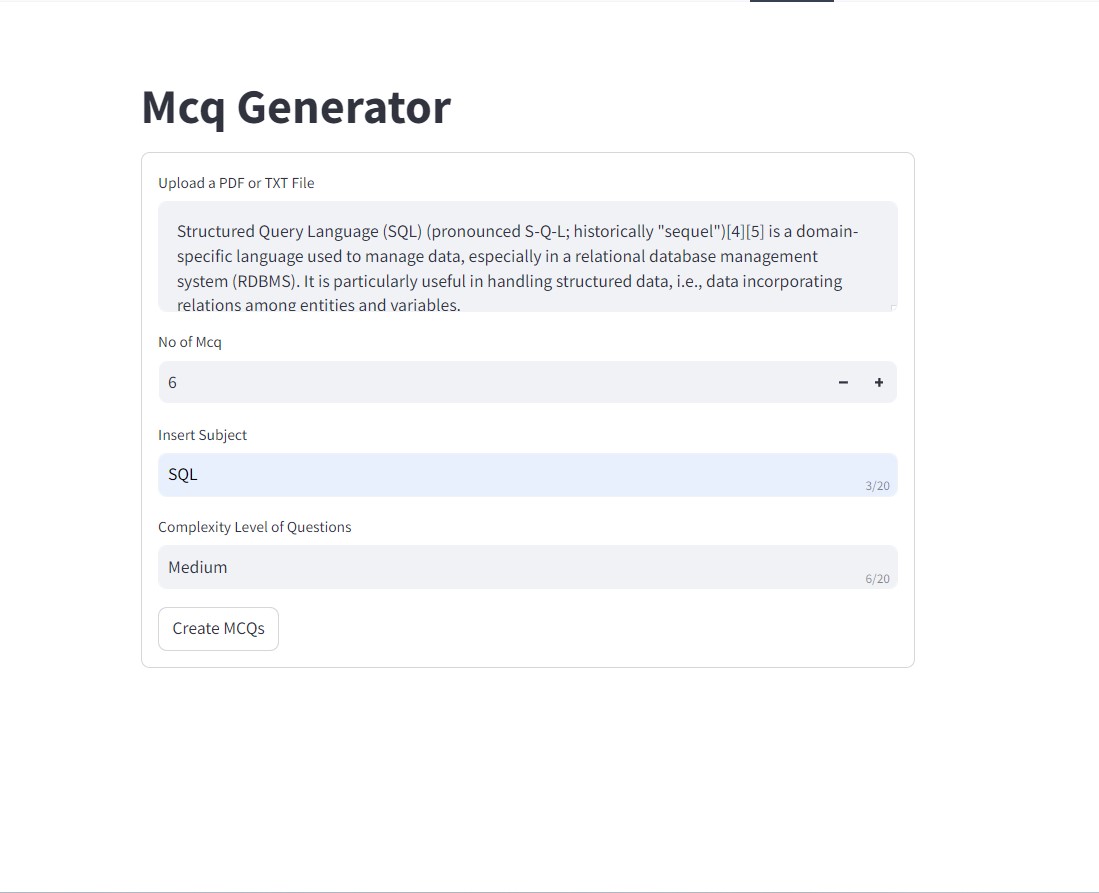 Mcq Generator
Upload a PDF or TXT File
Structured Query Language (SQL) (pronounced S-Q-L; historically "sequel")[4][5] is a domain-
specific language used to manage data, especially in a relational database management
system (RDBMS). It is particularly useful in handling structured data, i.e., data incorporating
relations among entities and variables.
No of Mcq
6 − +
Insert Subject
SQL
3/20
Complexity Level of Questions
Medium
6/20
Create MCQs